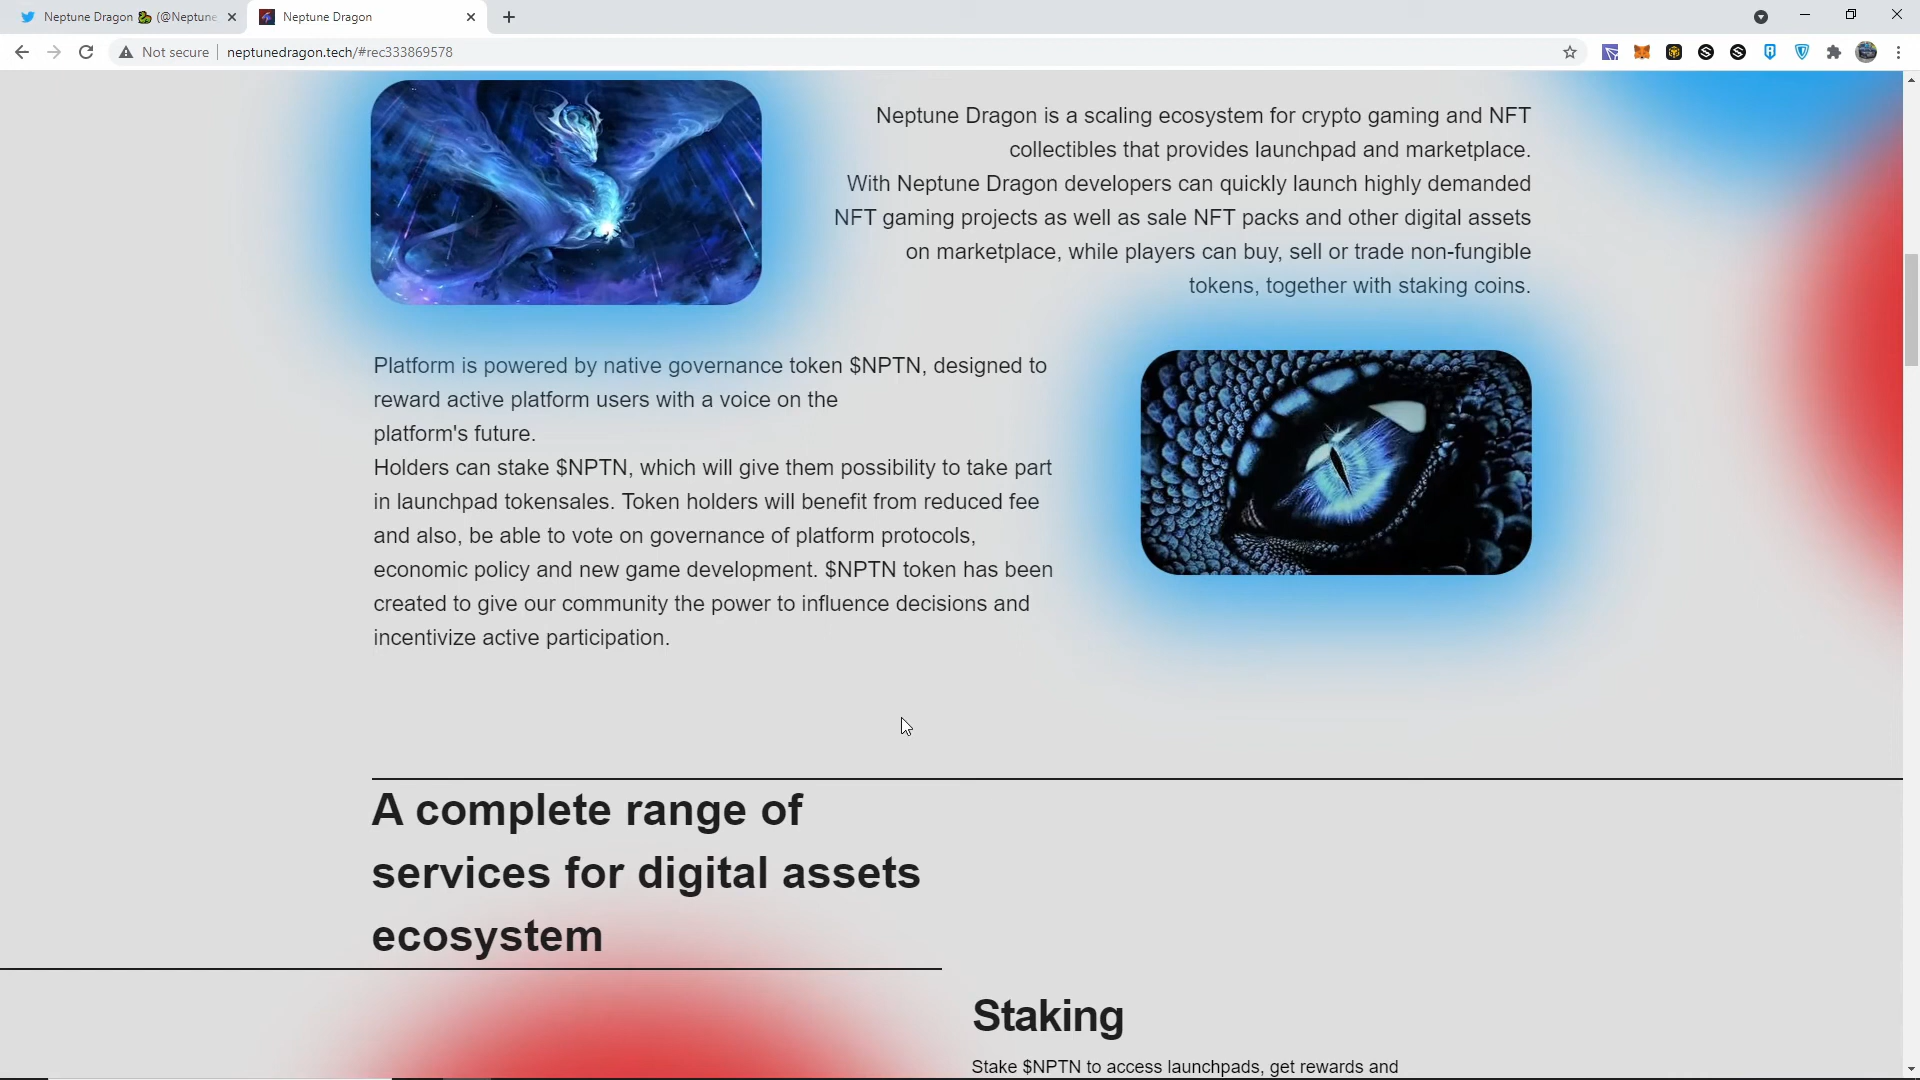 Neptune Dragon 🐉 (@Neptune
Neptune Dragon
Not secure
neptunedragon.tech/#rec333869578
Neptune Dragon is a scaling ecosystem for crypto gaming and NFT
collectibles that provides launchpad and marketplace.
With Neptune Dragon developers can quickly launch highly demanded
NFT gaming projects as well as sale NFT packs and other digital assets
on marketplace, while players can buy, sell or trade non-fungible
tokens, together with staking coins.
Platform is powered by native governance token $NPTN, designed to
reward active platform users with a voice on the
platform's future.
Holders can stake $NPTN, which will give them possibility to take part
in launchpad tokensales. Token holders will benefit from reduced fee
and also, be able to vote on governance of platform protocols,
economic policy and new game development. $NPTN token has been
created to give our community the power to influence decisions and
incentivize active participation.
A complete range of
services for digital assets
ecosystem
Staking
Stake $NPTN to access launchpads, get rewards and